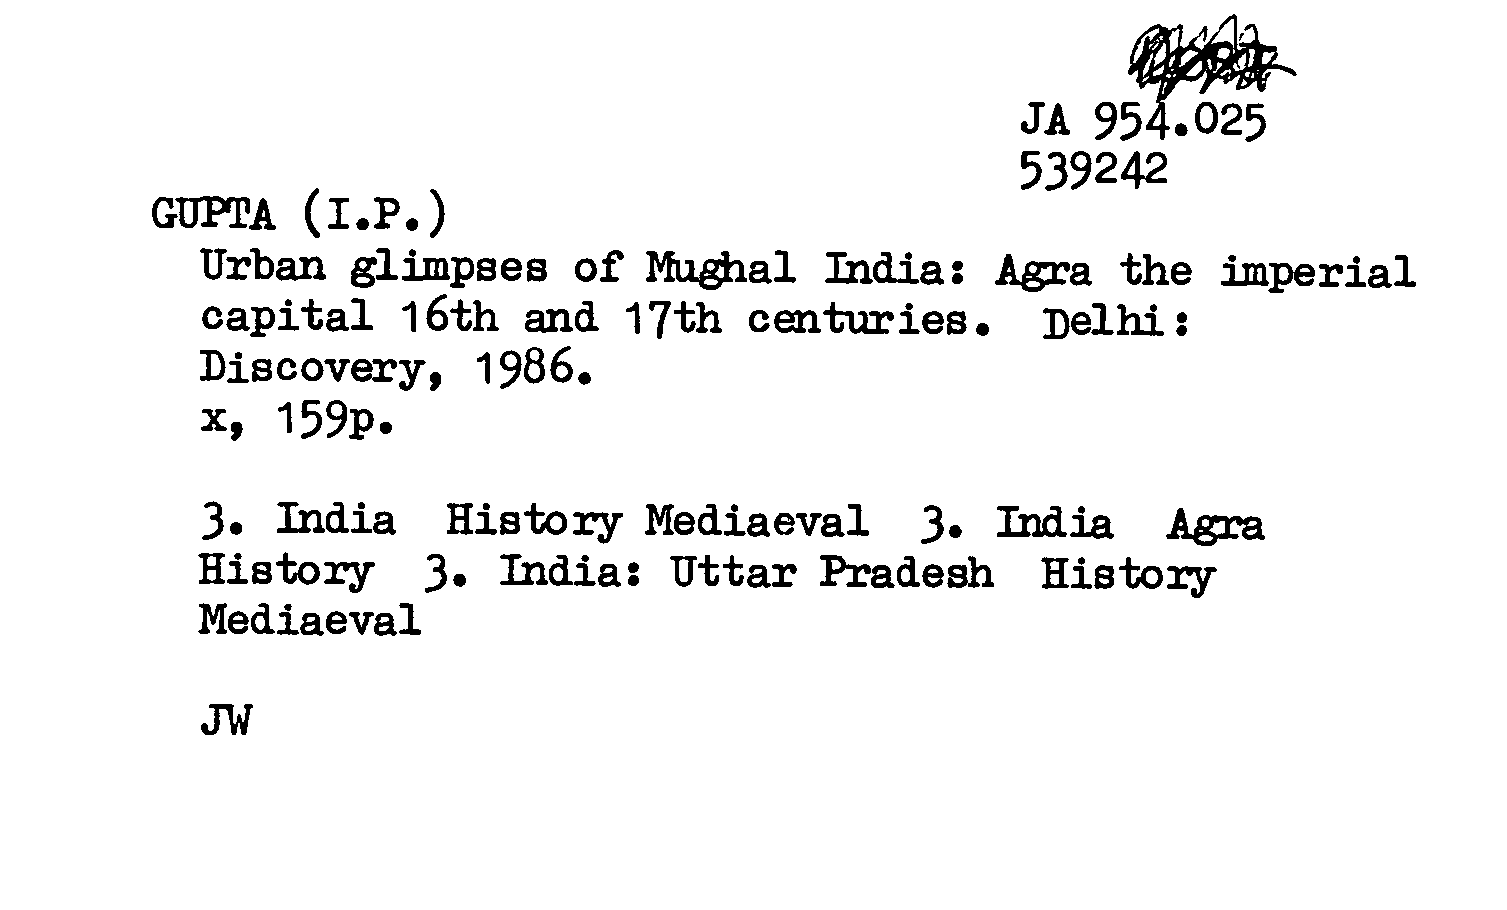 JA 954.025
539242
GUPTA (I.P.)
Urban glimpses of Mughal India: Agra the imperial
capital 16th and 17th centuries. Delhi:
Discovery, 1986.
x, 159p.
3. India History Mediaeval 3. India Agra
History 3. India: Uttar Pradesh History
Mediaeval
JW